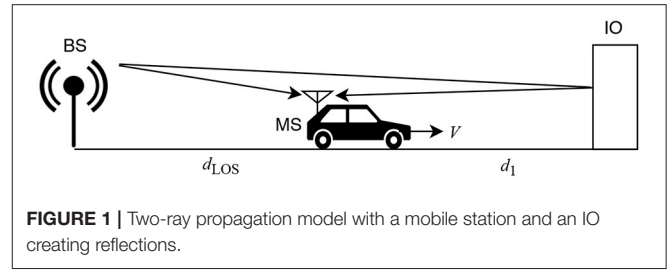 IO
BS
MS
V
d_LOS
d_1
FIGURE 1 | Two-ray propagation model with a mobile station and an IO
creating reflections.